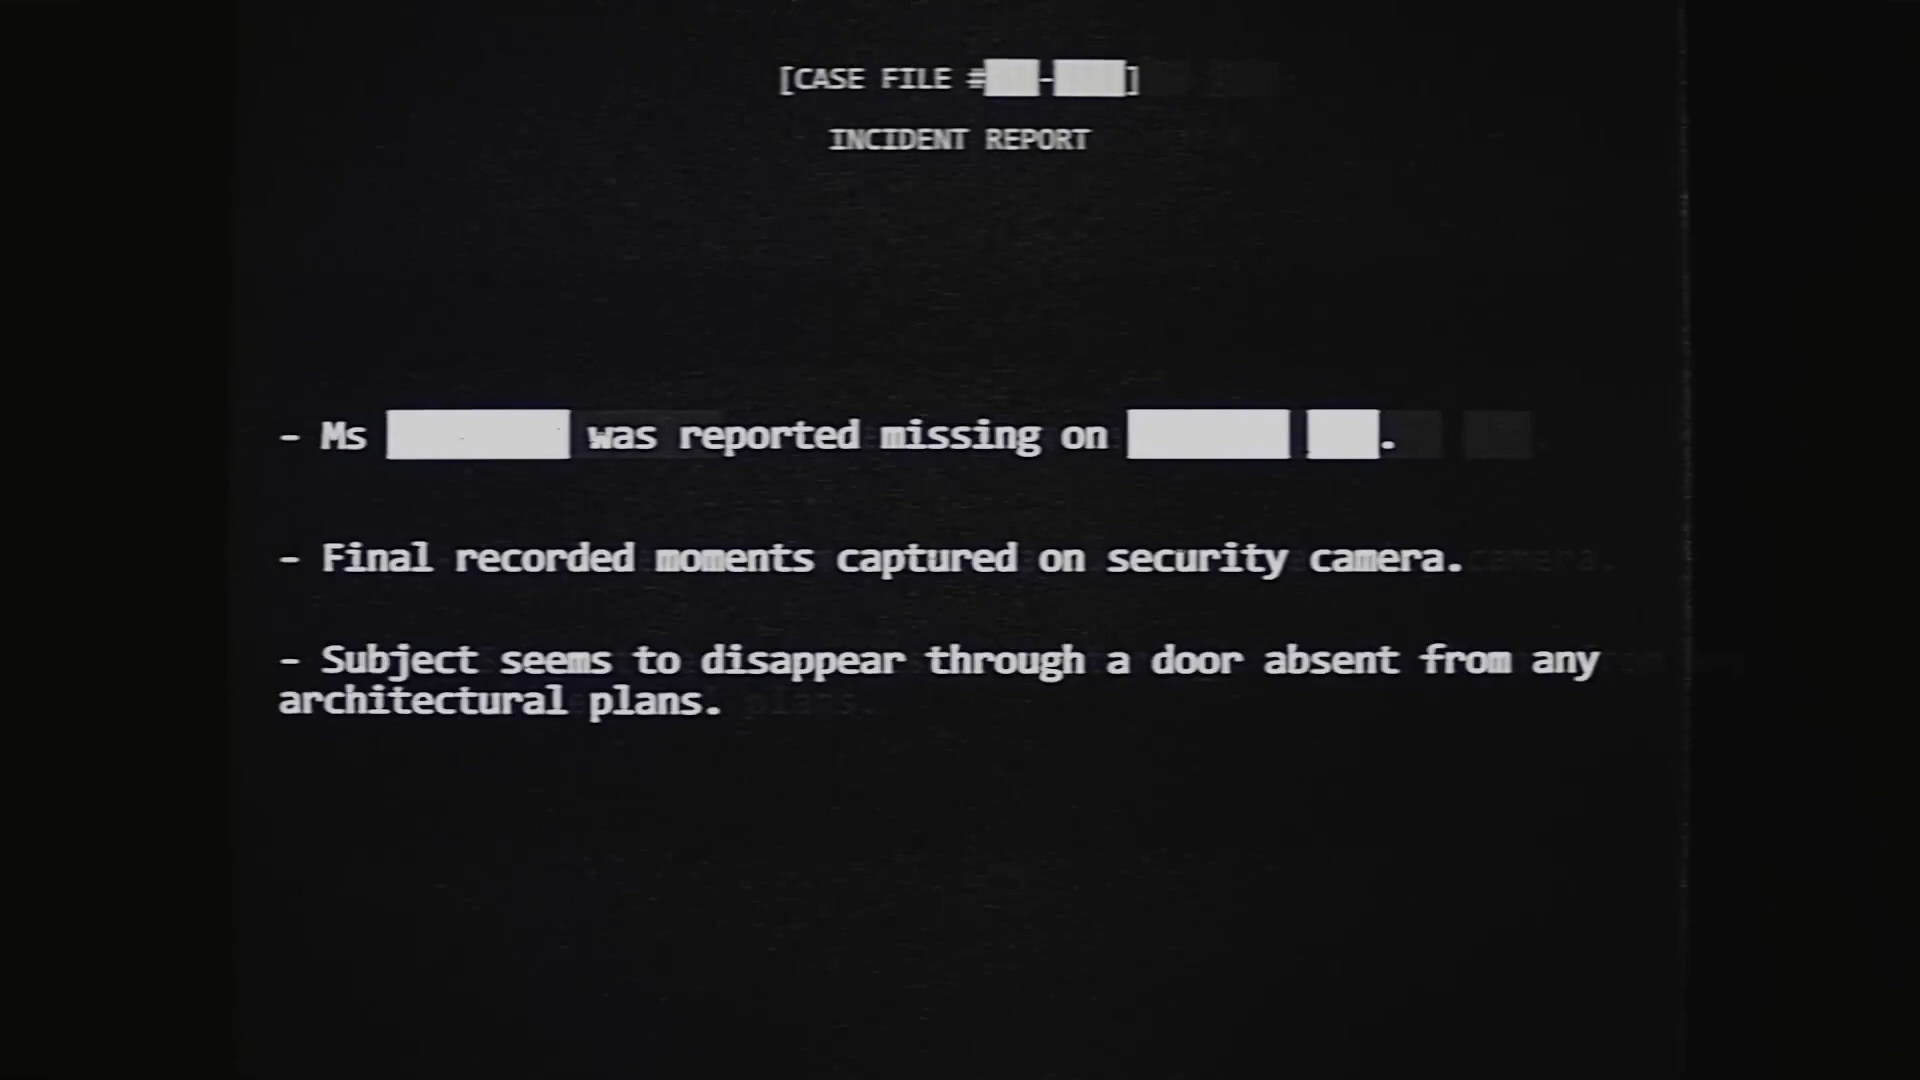 [CASE FILE #██-███]
INCIDENT REPORT
- Ms ████████ was reported missing on ███████ ███.
- Final recorded moments captured on security camera.
- Subject seems to disappear through a door absent from any
architectural plans.